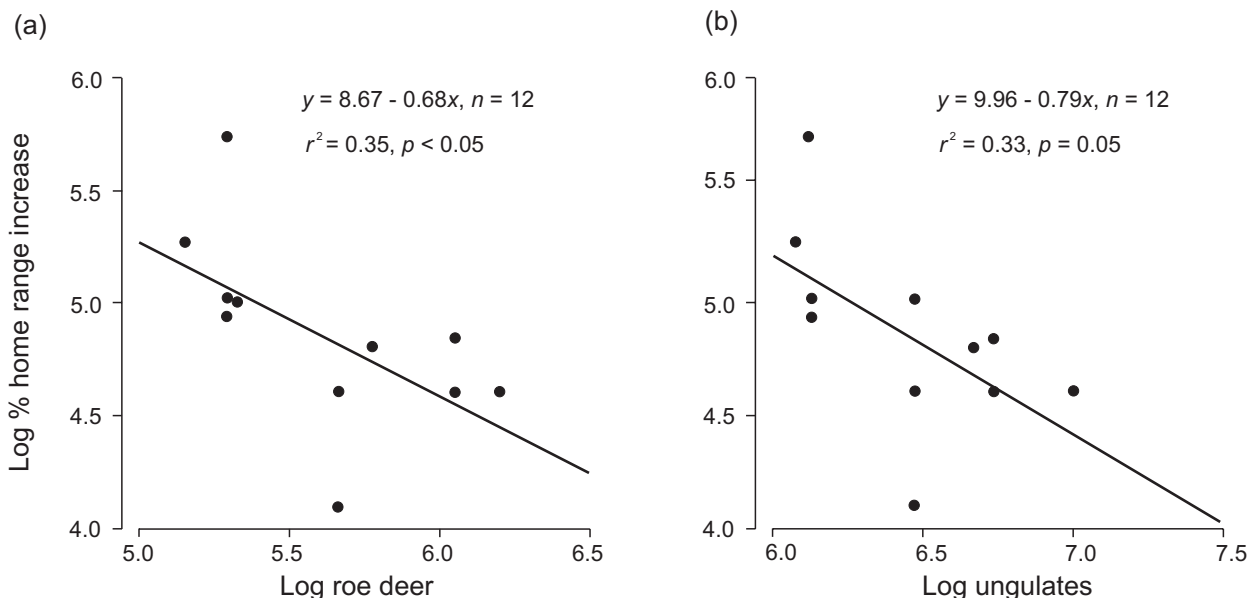 (a)
y = 8.67 - 0.68x, n = 12
r² = 0.35, p < 0.05
Log % home range increase
6.0
5.5
5.0
4.5
4.0
5.0 5.5 6.0 6.5
Log roe deer
(b)
y = 9.96 - 0.79x, n = 12
r² = 0.33, p = 0.05
6.0
5.5
5.0
4.5
4.0
6.0 6.5 7.0 7.5
Log ungulates